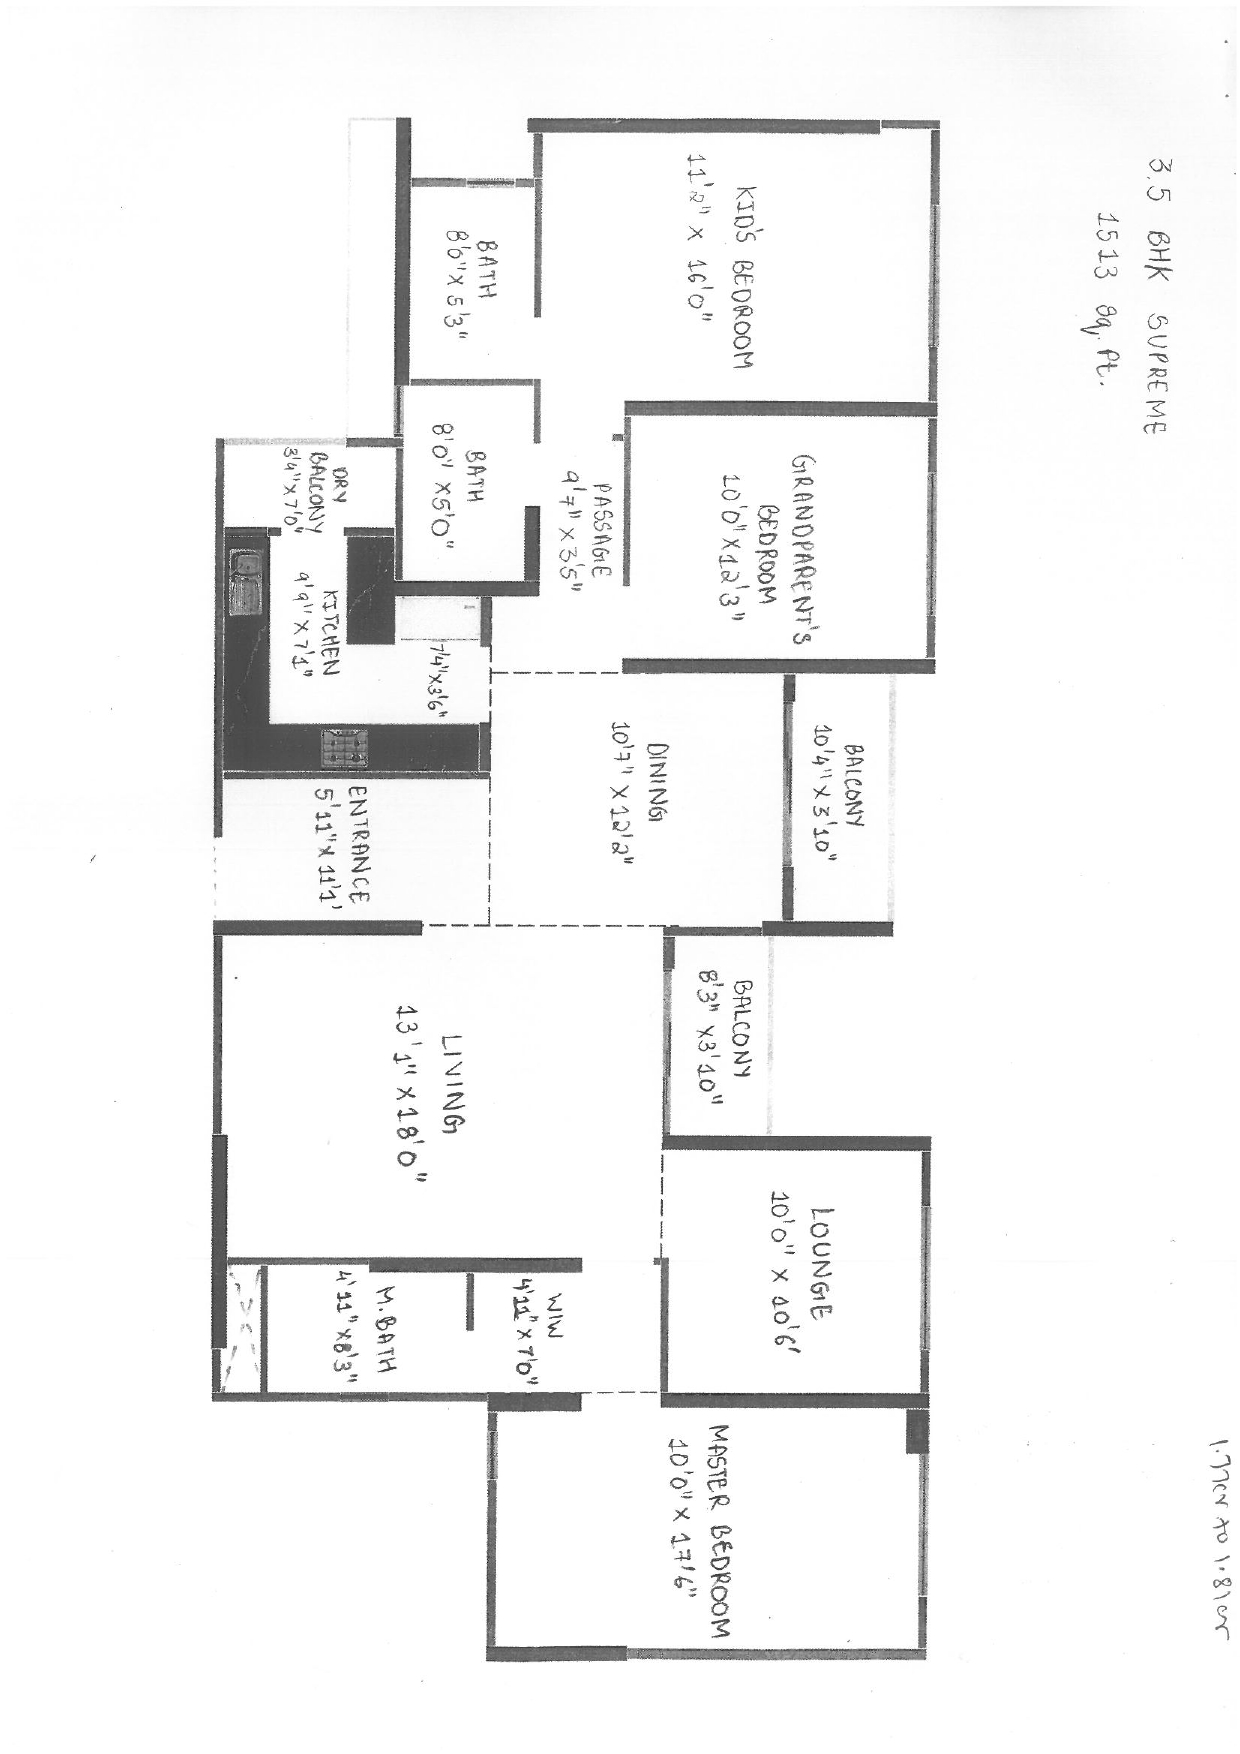 3.5 BHK SUPREME
1513 Sq. Ft.
KID'S BEDROOM
11'2" X 16'0"
BATH
8'6" X 5'3"
GRANDPARENT'S
BEDROOM
10'0" X 12'3"
PASSAGE
9'7" X 3'5"
BATH
8'0" X 5'0"
DRY
BALCONY
3'4" X 7'0"
KITCHEN
9'9" X 7'1"
7'4" X 3'6"
BALCONY
10'4" X 3'10"
DINING
10'7" X 12'2"
ENTRANCE
5'11" X 11'1'
BALCONY
8'3" X 3'10"
LIVING
13'1" X 18'0"
LOUNGE
10'0" X 10'6'
WIW
4'11" X 7'0"
M.BATH
4'11" X 8'3"
MASTER BEDROOM
10'0" X 17'6"
1.77cm to 1.81cm